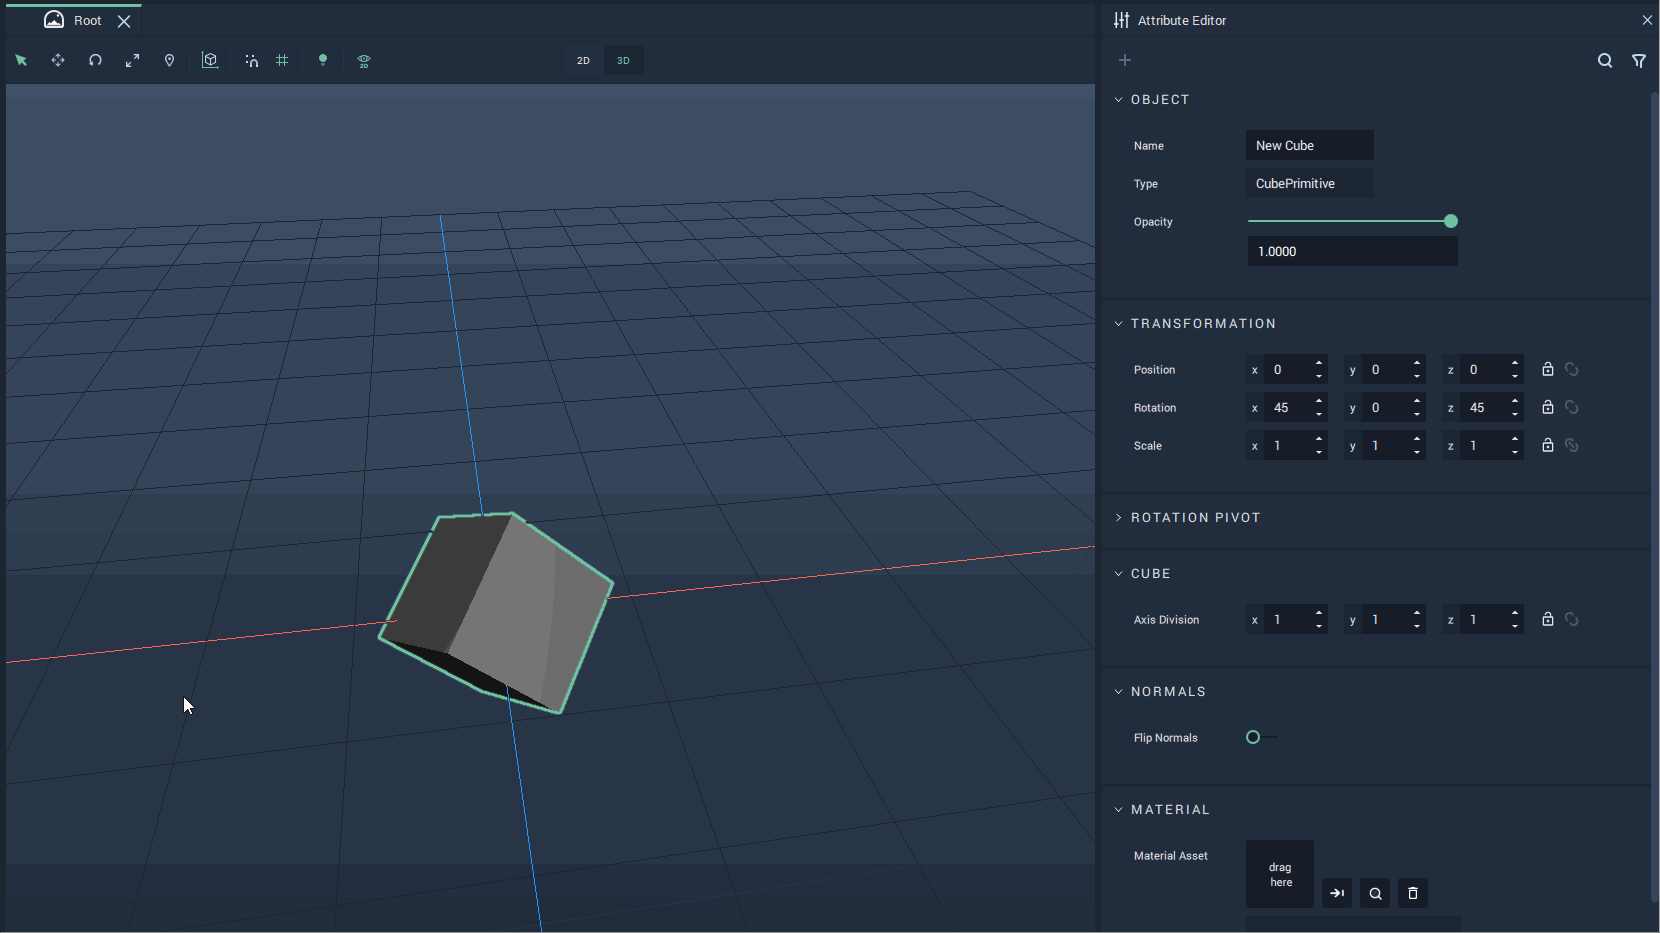 Root
2D 3D
2D
Attribute Editor
OBJECT
Name New Cube
Type CubePrimitive
Opacity
1.0000
TRANSFORMATION
Position x 0 y 0 z 0
Rotation x 45 y 0 z 45
Scale x 1 y 1 z 1
ROTATION PIVOT
CUBE
Axis Division x 1 y 1 z 1
NORMALS
Flip Normals
MATERIAL
Material Asset
drag
here